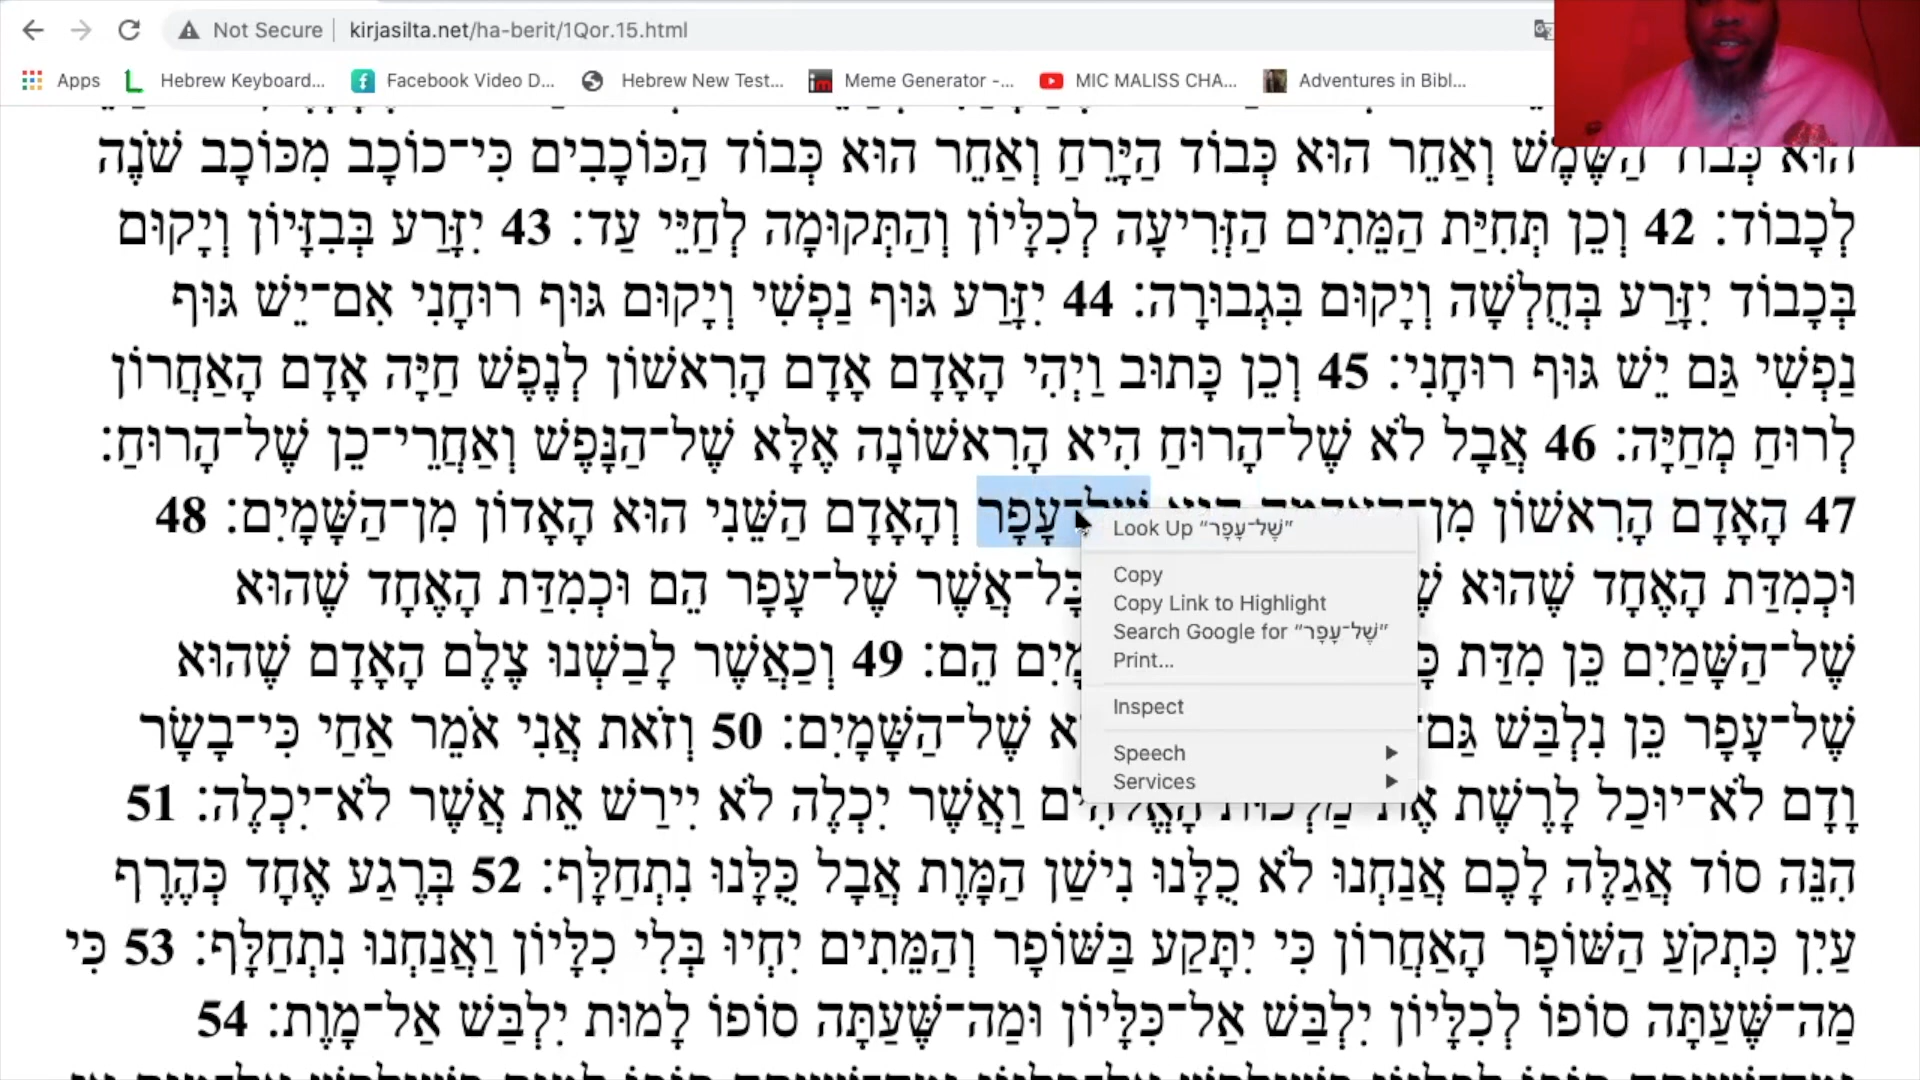 Not Secure
kirjasilta.net/ha-berit/1Qor.15.html
Apps
Hebrew Keyboard...
Facebook Video D...
Hebrew New Test...
Meme Generator -...
MIC MALISS CHA...
Adventures in Bibl...
הוּא כְּבוֹד הַשֶּׁמֶשׁ וְאַחֵר הוּא כְּבוֹד הַיָּרֵחַ וְאַחֵר הוּא כְּבוֹד הַכּוֹכָבִים כִּי־כוֹכָב מִכּוֹכָב שֹׁנֶה
לְכָבוֹד׃ 42 וְכֵן תְּחִיַּת הַמֵּתִים הַזְּרִיעָה לְכִלָּיוֹן וְהַתְּקוּמָה לְחַיֵּי עַד׃ 43 יִזָּרַע בְּבִזָּיוֹן וְיָקוּם
בְּכָבוֹד יִזָּרַע בְּחֻלְשָׁה וְיָקוּם בִּגְבוּרָה׃ 44 יִזָּרַע גּוּף נַפְשִׁי וְיָקוּם גּוּף רוּחָנִי אִם־יֵשׁ גּוּף
נַפְשִׁי גַּם יֵשׁ גּוּף רוּחָנִי׃ 45 וְכֵן כָּתוּב וַיְהִי הָאָדָם אָדָם הָרִאשׁוֹן לְנֶפֶשׁ חַיָּה אָדָם הָאַחֲרוֹן
לְרוּחַ מְחַיָּה׃ 46 אֲבָל לֹא שֶׁל־הָרוּחַ הִיא הָרִאשׁוֹנָה אֶלָּא שֶׁל־הַנָּפֶשׁ וְאַחֲרֵי־כֵן שֶׁל־הָרוּחַ׃
47 הָאָדָם הָרִאשׁוֹן מִן־הָאֲדָמָה הוּא שֶׁל־עָפָר וְהָאָדָם הַשֵּׁנִי הוּא הָאָדוֹן מִן־הַשָּׁמָיִם׃ 48
וּכְמִדַּת הָאֶחָד שֶׁהוּא כָּל־אֲשֶׁר שֶׁל־עָפָר הֵם וּכְמִדַּת הָאֶחָד שֶׁהוּא
שֶׁל־הַשָּׁמַיִם כֵּן מִדַּת הֵם׃ 49 וְכַאֲשֶׁר לָבַשְׁנוּ צֶלֶם הָאָדָם שֶׁהוּא
שֶׁל־עָפָר כֵּן נִלְבַּשׁ גַּם־ שֶׁל־הַשָּׁמָיִם׃ 50 וְזֹאת אֲנִי אֹמֵר אַחַי כִּי־בָשָׂר
וָדָם לֹא־יוּכַל לָרֶשֶׁת אֶת מַלְכוּת הָאֱלֹהִים וַאֲשֶׁר יִכְלֶה לֹא יִירַשׁ אֵת אֲשֶׁר לֹא־יִכְלֶה׃ 51
הִנֵּה סוֹד אֲגַלֶּה לָכֶם אֲנַחְנוּ לֹא כֻלָּנוּ נִישַׁן הַמָּוֶת אֲבָל כֻּלָּנוּ נִתְחַלָּף׃ 52 בְּרֶגַע אֶחָד כְּהֶרֶף
עַיִן כִּתְקֹעַ הַשּׁוֹפָר הָאַחֲרוֹן כִּי יִתָּקַע בַּשּׁוֹפָר וְהַמֵּתִים יִחְיוּ בְּלִי כִלָּיוֹן וַאֲנַחְנוּ נִתְחַלָּף׃ 53 כִּי
מַה־שֶּׁעַתָּה סוֹפוֹ לְכִלָּיוֹן יִלְבַּשׁ אַל־כִּלָּיוֹן וּמַה־שֶּׁעַתָּה סוֹפוֹ לָמוּת יִלְבַּשׁ אַל־מָוֶת׃ 54
Look Up “שֶׁל־עָפָר”
Copy
Copy Link to Highlight
Search Google for “שֶׁל־עָפָר”
Print...
Inspect
Speech
Services